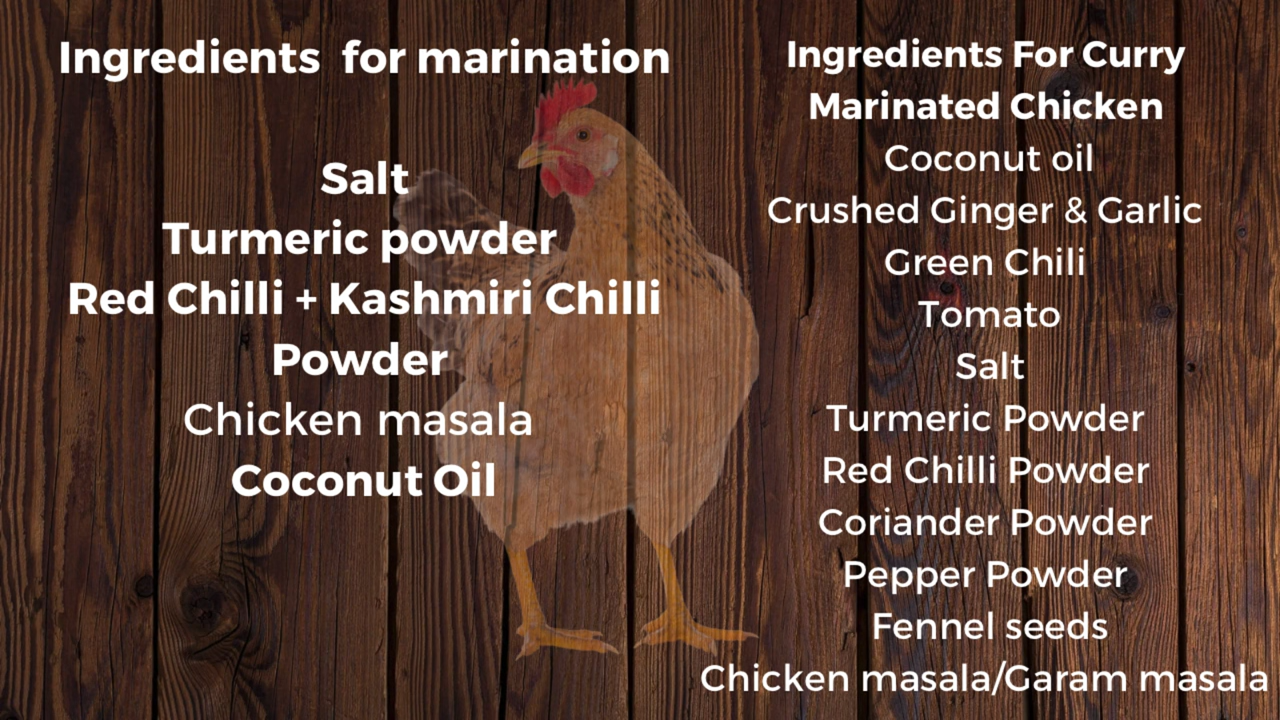 Ingredients for marination
Salt
Turmeric powder
Red Chilli + Kashmiri Chilli
Powder
Chicken masala
Coconut Oil
Ingredients For Curry
Marinated Chicken
Coconut oil
Crushed Ginger & Garlic
Green Chili
Tomato
Salt
Turmeric Powder
Red Chilli Powder
Coriander Powder
Pepper Powder
Fennel seeds
Chicken masala/Garam masala